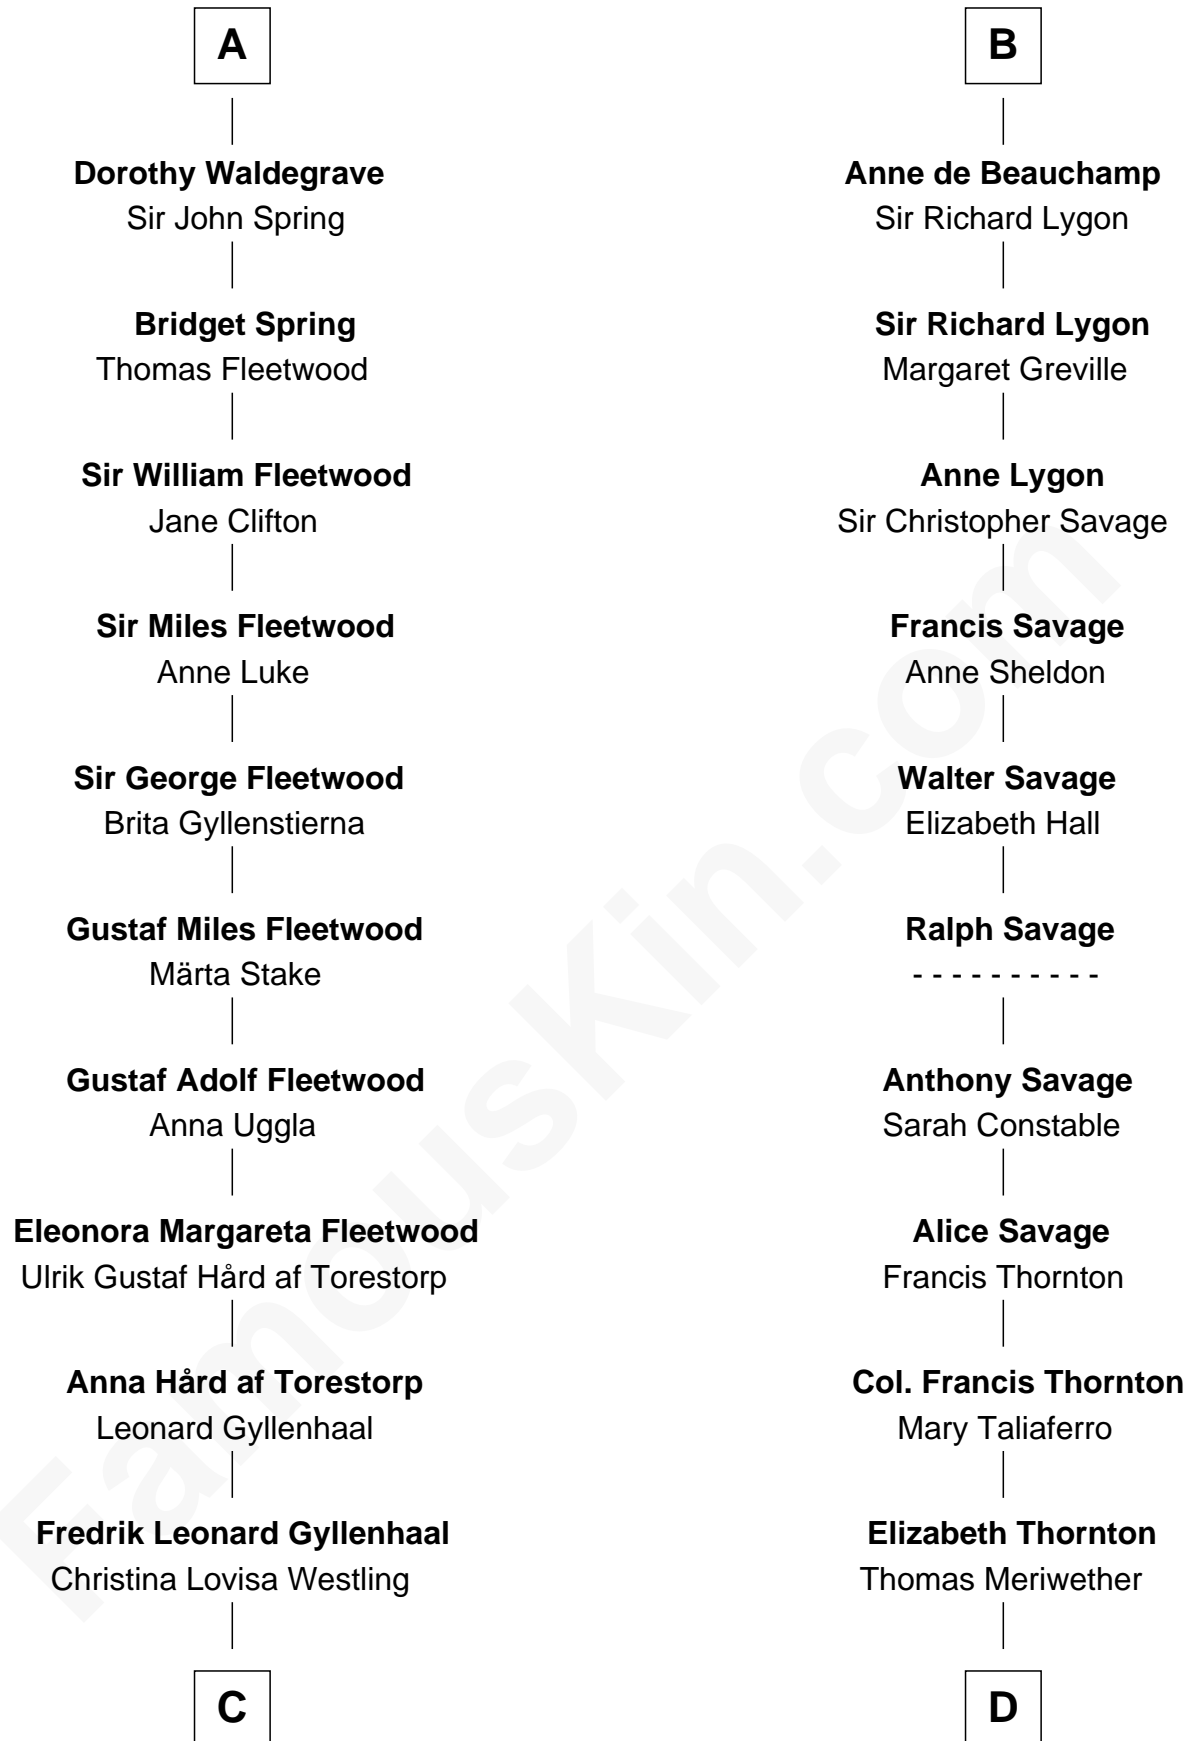 A
Dorothy Waldegrave
Sir John Spring
Bridget Spring
Thomas Fleetwood
Sir William Fleetwood
Jane Clifton
Sir Miles Fleetwood
Anne Luke
Sir George Fleetwood
Brita Gyllenstierna
Gustaf Miles Fleetwood
Märta Stake
Gustaf Adolf Fleetwood
Anna Uggla
Eleonora Margareta Fleetwood
Ulrik Gustaf Hård af Torestorp
Anna Hård af Torestorp
Leonard Gyllenhaal
Fredrik Leonard Gyllenhaal
Christina Lovisa Westling
C
B
Anne de Beauchamp
Sir Richard Lygon
Sir Richard Lygon
Margaret Greville
Anne Lygon
Sir Christopher Savage
Francis Savage
Anne Sheldon
Walter Savage
Elizabeth Hall
Ralph Savage
- - - - - - - - - -
Anthony Savage
Sarah Constable
Alice Savage
Francis Thornton
Col. Francis Thornton
Mary Taliaferro
Elizabeth Thornton
Thomas Meriwether
D
FamousKin.com